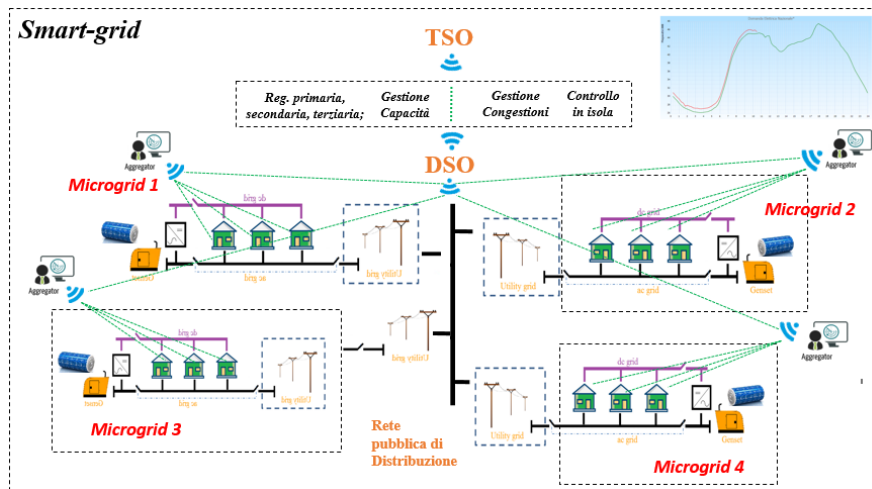 Smart-grid
TSO
Reg. primaria,
secondaria, terziaria;
Gestione
Capacità
Gestione
Congestioni
Controllo
in isola
DSO
Aggregator
Microgrid 1
dc grid
ac grid
Genset
Utility grid
Aggregator
Microgrid 2
dc grid
ac grid
Genset
Utility grid
Aggregator
dc grid
ac grid
Genset
Utility grid
Utility grid
Microgrid 3
Rete
pubblica di
Distribuzione
Aggregator
dc grid
ac grid
Genset
Utility grid
Microgrid 4